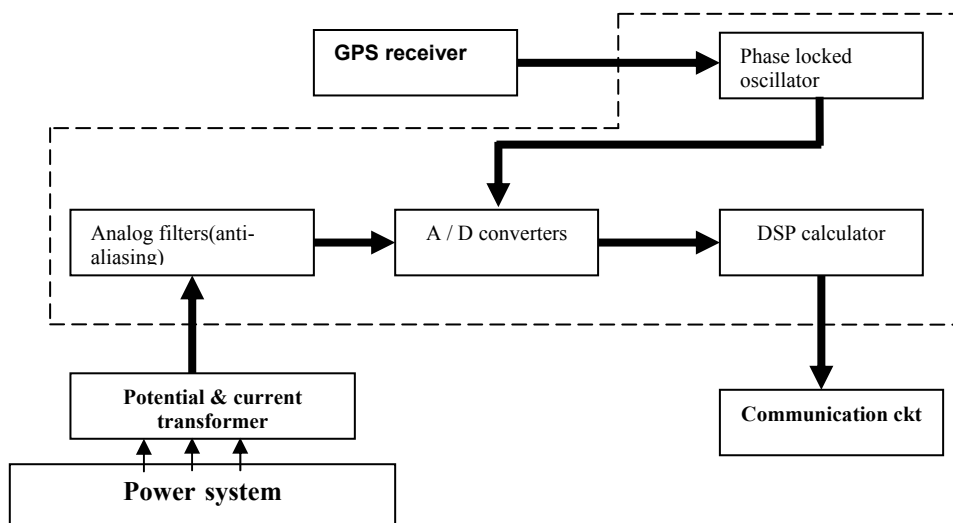 GPS receiver
Phase locked
oscillator
Analog filters(anti-
aliasing)
A / D converters
DSP calculator
Potential & current
transformer
Communication ckt
Power system